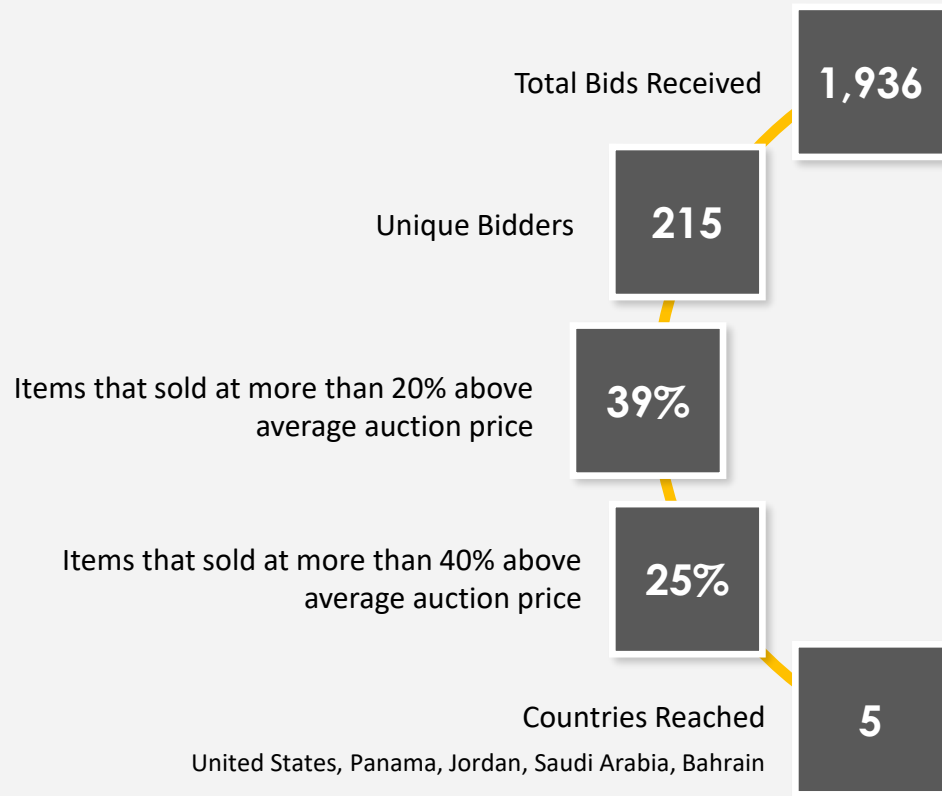 Total Bids Received
1,936
Unique Bidders
215
Items that sold at more than 20% above
average auction price
39%
Items that sold at more than 40% above
average auction price
25%
Countries Reached
United States, Panama, Jordan, Saudi Arabia, Bahrain
5